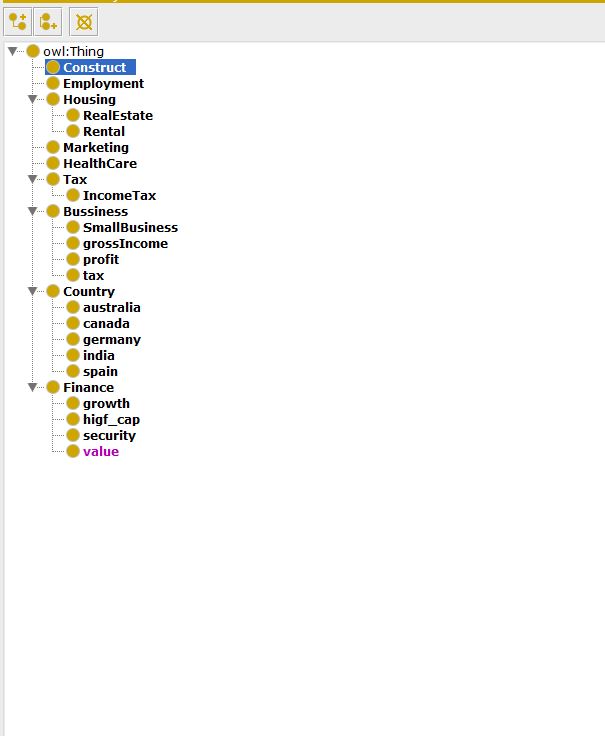 owl:Thing
Construct
Employment
Housing
RealEstate
Rental
Marketing
HealthCare
Tax
IncomeTax
Bussiness
SmallBusiness
grossIncome
profit
tax
Country
australia
canada
germany
india
spain
Finance
growth
higf_cap
security
value